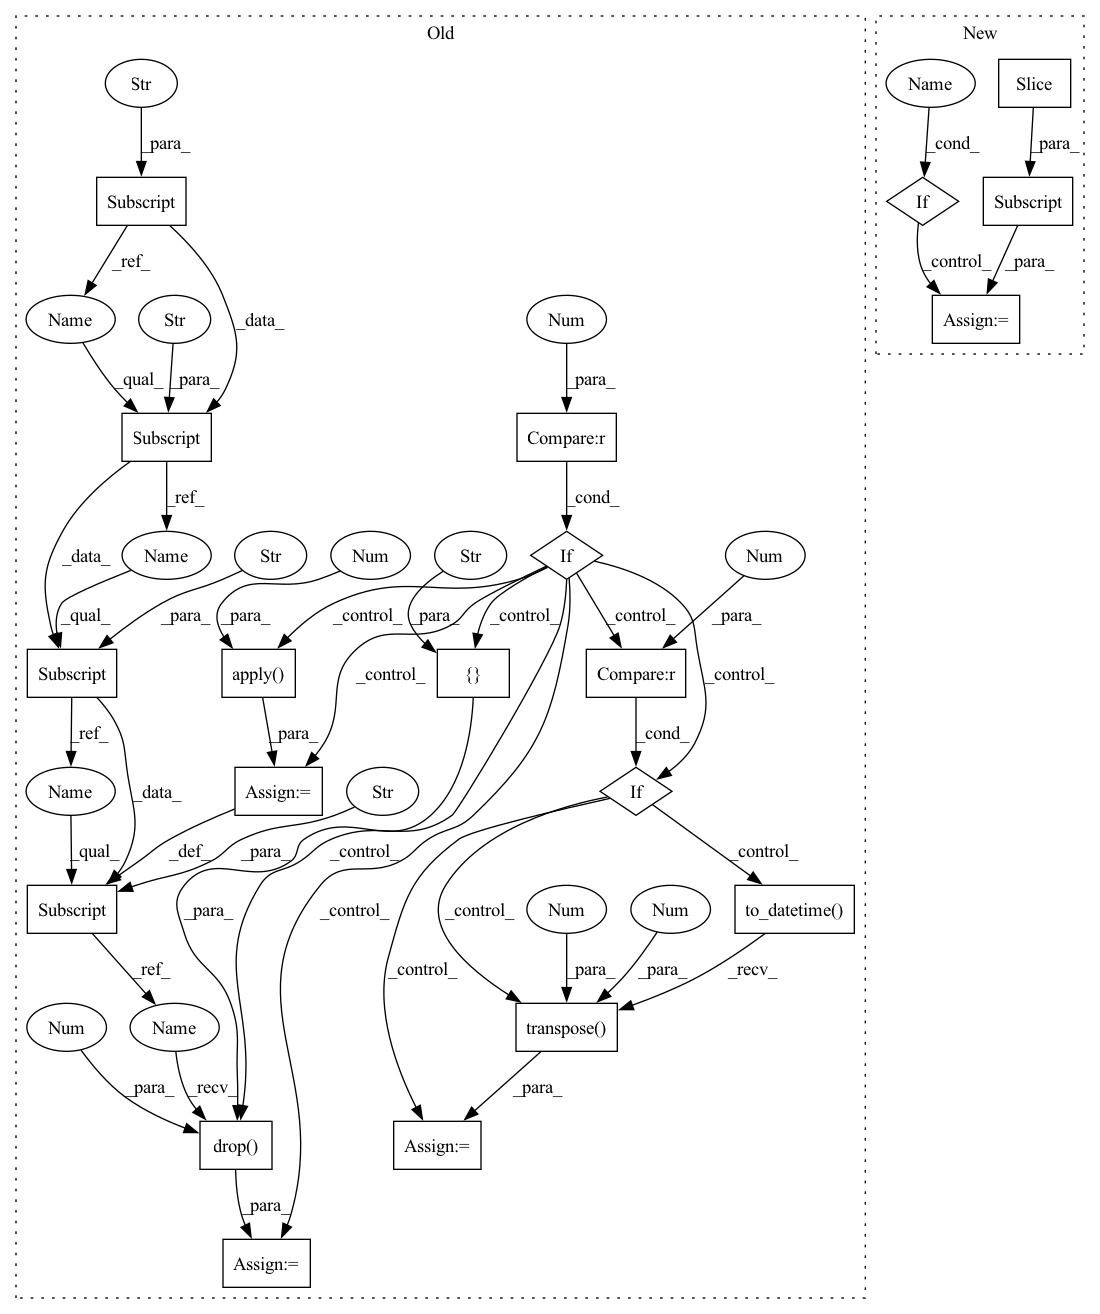 Old
New
Str
Name
Slice
_para_
_cond_
_para_
Subscript
If
Subscript
_ref_
_control_
_para_
Name
Str
_data_
Num
Assign:=
_qual_
_para_
_para_
Subscript
Compare:r
_ref_
_cond_
_data_
Name
Str
Num
Str
If
Num
_qual_
_para_
_para_
_control_
_para_
_control_
_control_
_para_
Subscript
apply()
{}
Compare:r
_control_
_control_
_ref_
_para_
_cond_
Name
_data_
Assign:=
Str
If
_qual_
_def_
_para_
_control_
_control_
Subscript
_para_
_control_
_control_
Num
Num
to_datetime()
_ref_
_control_
_para_
_para_
_recv_
Num
Name
transpose()
_para_
_recv_
_para_
drop()
Assign:=
_para_
Assign:=